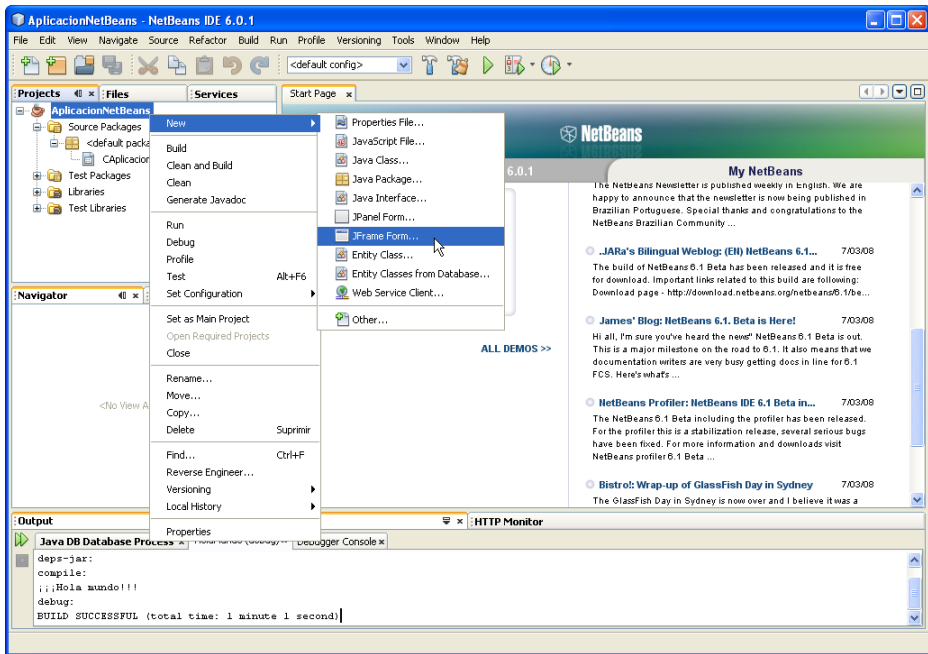 AplicacionNetBeans - NetBeans IDE 6.0.1
File Edit View Navigate Source Refactor Build Run Profile Versioning Tools Window Help
<default config>
Projects Files Services
Start Page
AplicacionNetBeans
Source Packages
<default packa
CAplicacion
Test Packages
Libraries
Test Libraries
New
Build
Clean and Build
Clean
Generate Javadoc
Run
Debug
Profile
Test Alt+F6
Set Configuration
Set as Main Project
Open Required Projects
Close
Rename...
Move...
Copy...
Delete Suprimir
Find... Ctrl+F
Reverse Engineer...
Versioning
Local History
Properties
Properties File...
JavaScript File...
Java Class...
Java Package...
Java Interface...
JPanel Form...
JFrame Form...
Entity Class...
Entity Classes from Database...
Web Service Client...
Other...
NetBeans
6.0.1
My NetBeans
The NetBeans Newsletter is published weekly in English. We are
happy to announce that the newsletter is now being published in
Brazilian Portuguese. Special thanks and congratulations to the
NetBeans Brazilian Community ...
.JARa's Bilingual Weblog: (EN) NetBeans 6.1... 7/03/08
The build of NetBeans 6.1 Beta has been released and it is free
for download. Important links related to this build are following:
Download page - http://download.netbeans.org/netbeans/6.1/be...
James' Blog: NetBeans 6.1. Beta is Here! 7/03/08
Hi all, I'm sure you've heard the news" NetBeans 6.1 Beta is out.
This is a major milestone on the road to 6.1. It also means that we
documentation writers are very busy getting docs in line for 6.1
FCS. Here's what's ...
NetBeans Profiler: NetBeans IDE 6.1 Beta in... 7/03/08
The NetBeans 6.1 Beta including the profiler has been released.
For the profiler this is a stabilization release, several serious bugs
have been fixed. For more information and downloads visit
NetBeans profiler 6.1 Beta ...
Bistro!: Wrap-up of GlassFish Day in Sydney 7/03/08
The GlassFish Day in Sydney is now over and I believe it was a
ALL DEMOS >>
Navigator
<No View A
Output
HTTP Monitor
Java DB Database Process
Debugger Console
deps-jar:
compile:
¡¡¡Hola mundo!!!
debug:
BUILD SUCCESSFUL (total time: 1 minute 1 second)